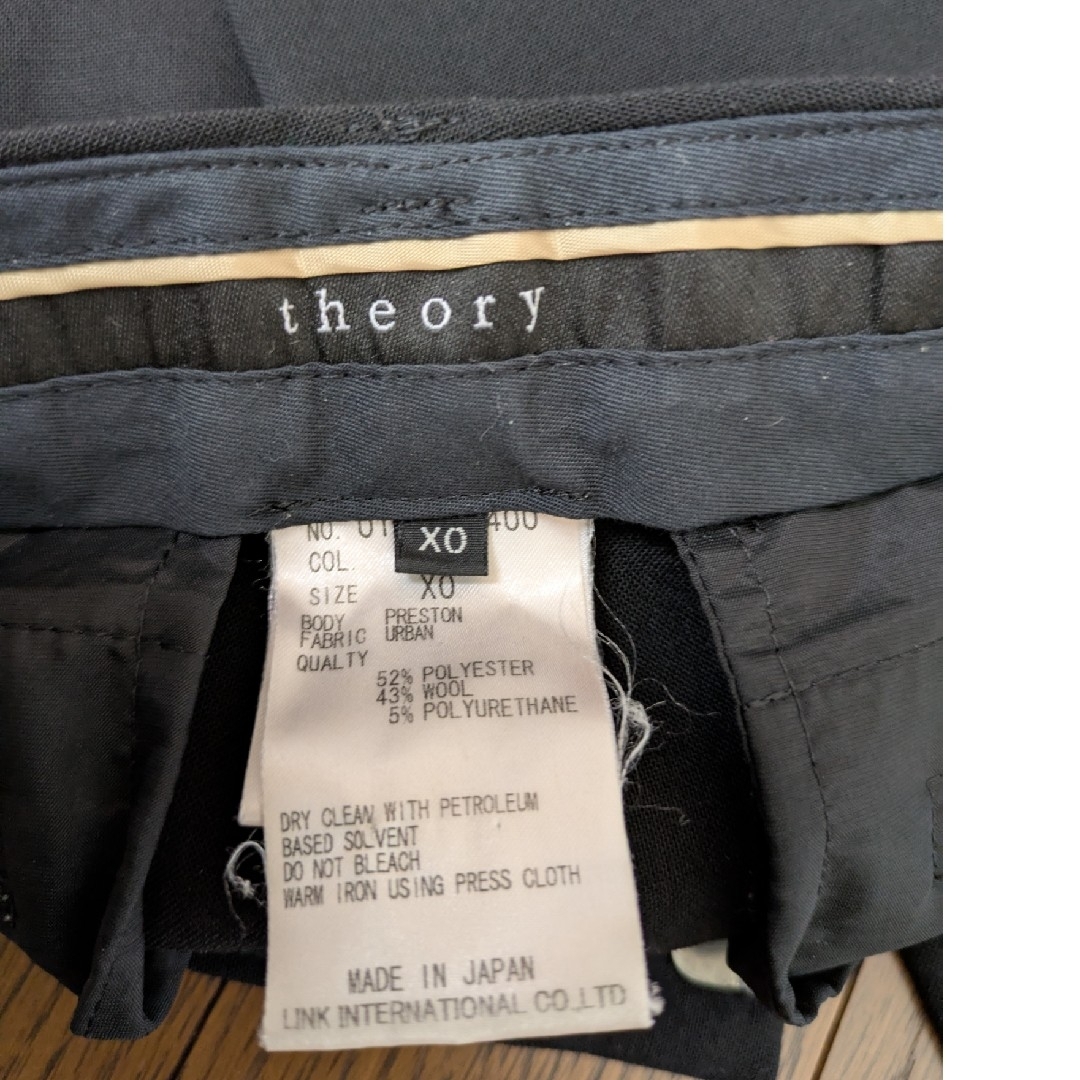 theory
NO. 01 400
XO
COL.
SIZE XO
BODY PRESTON
FABRIC URBAN
QUALTY
52% POLYESTER
43% WOOL
5% POLYURETHANE
DRY CLEAN WITH PETROLEUM
BASED SOLVENT
DO NOT BLEACH
WARM IRON USING PRESS CLOTH
MADE IN JAPAN
LINK INTERNATIONAL CO.,LTD